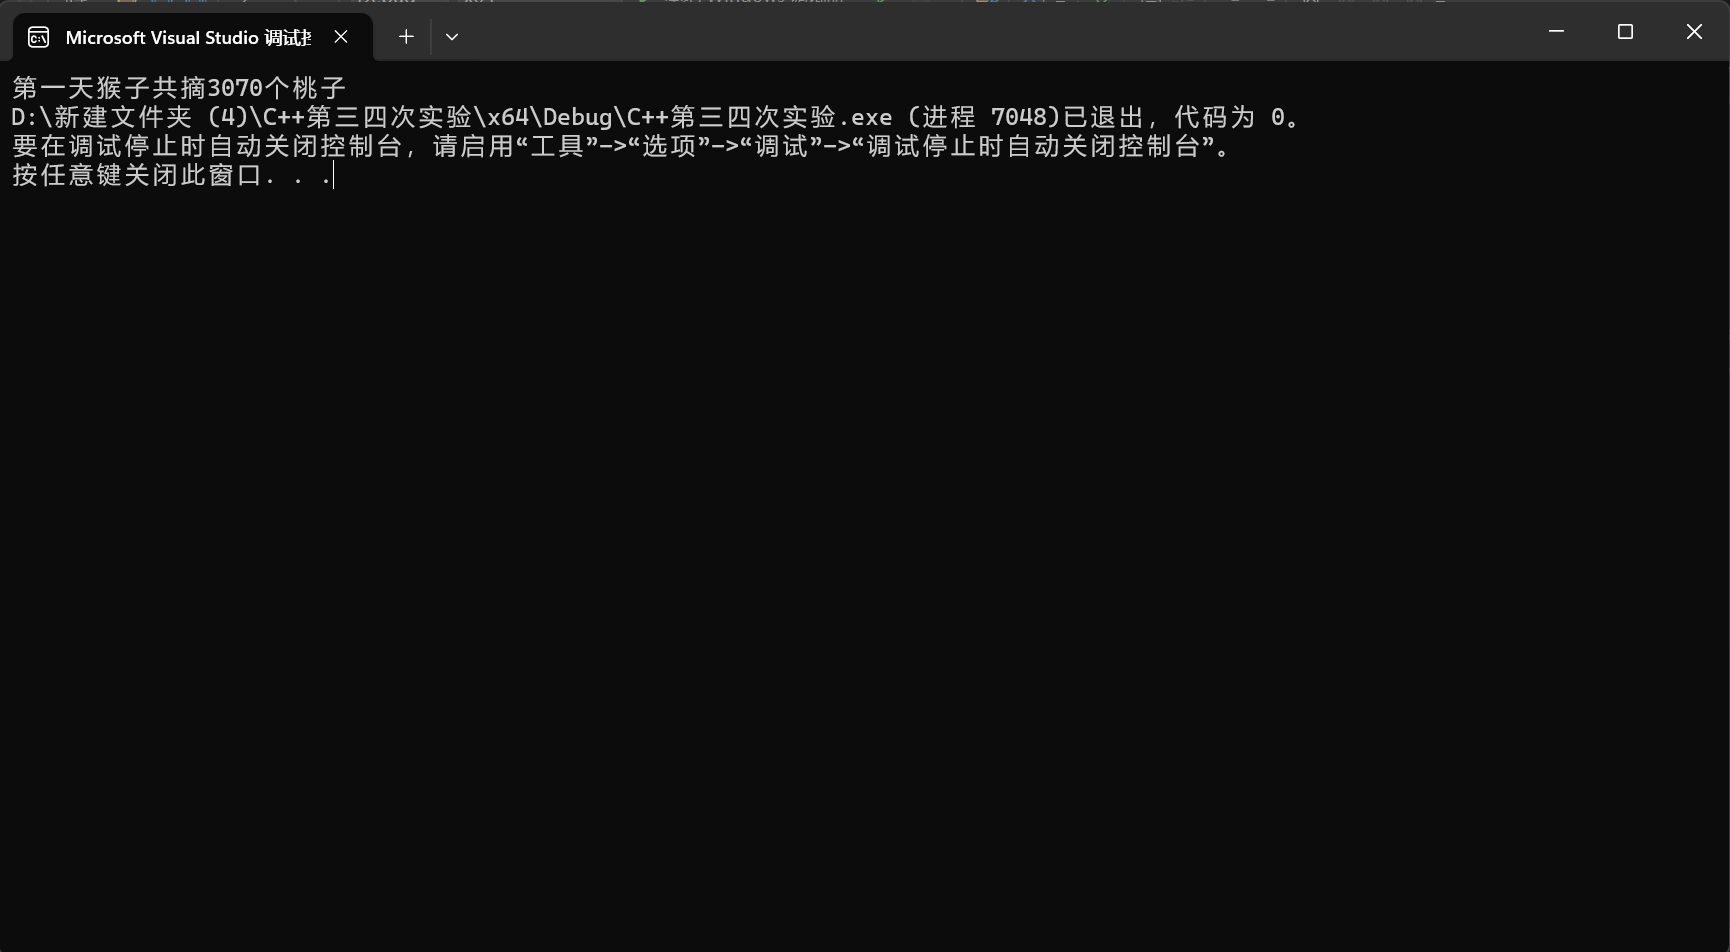 Microsoft Visual Studio 调试
第一天猴子共摘3070个桃子
D:\新建文件夹 (4)\C++第三四次实验\x64\Debug\C++第三四次实验.exe (进程 7048)已退出，代码为 0。
要在调试停止时自动关闭控制台，请启用“工具”->“选项”->“调试”->“调试停止时自动关闭控制台”。
按任意键关闭此窗口. . .